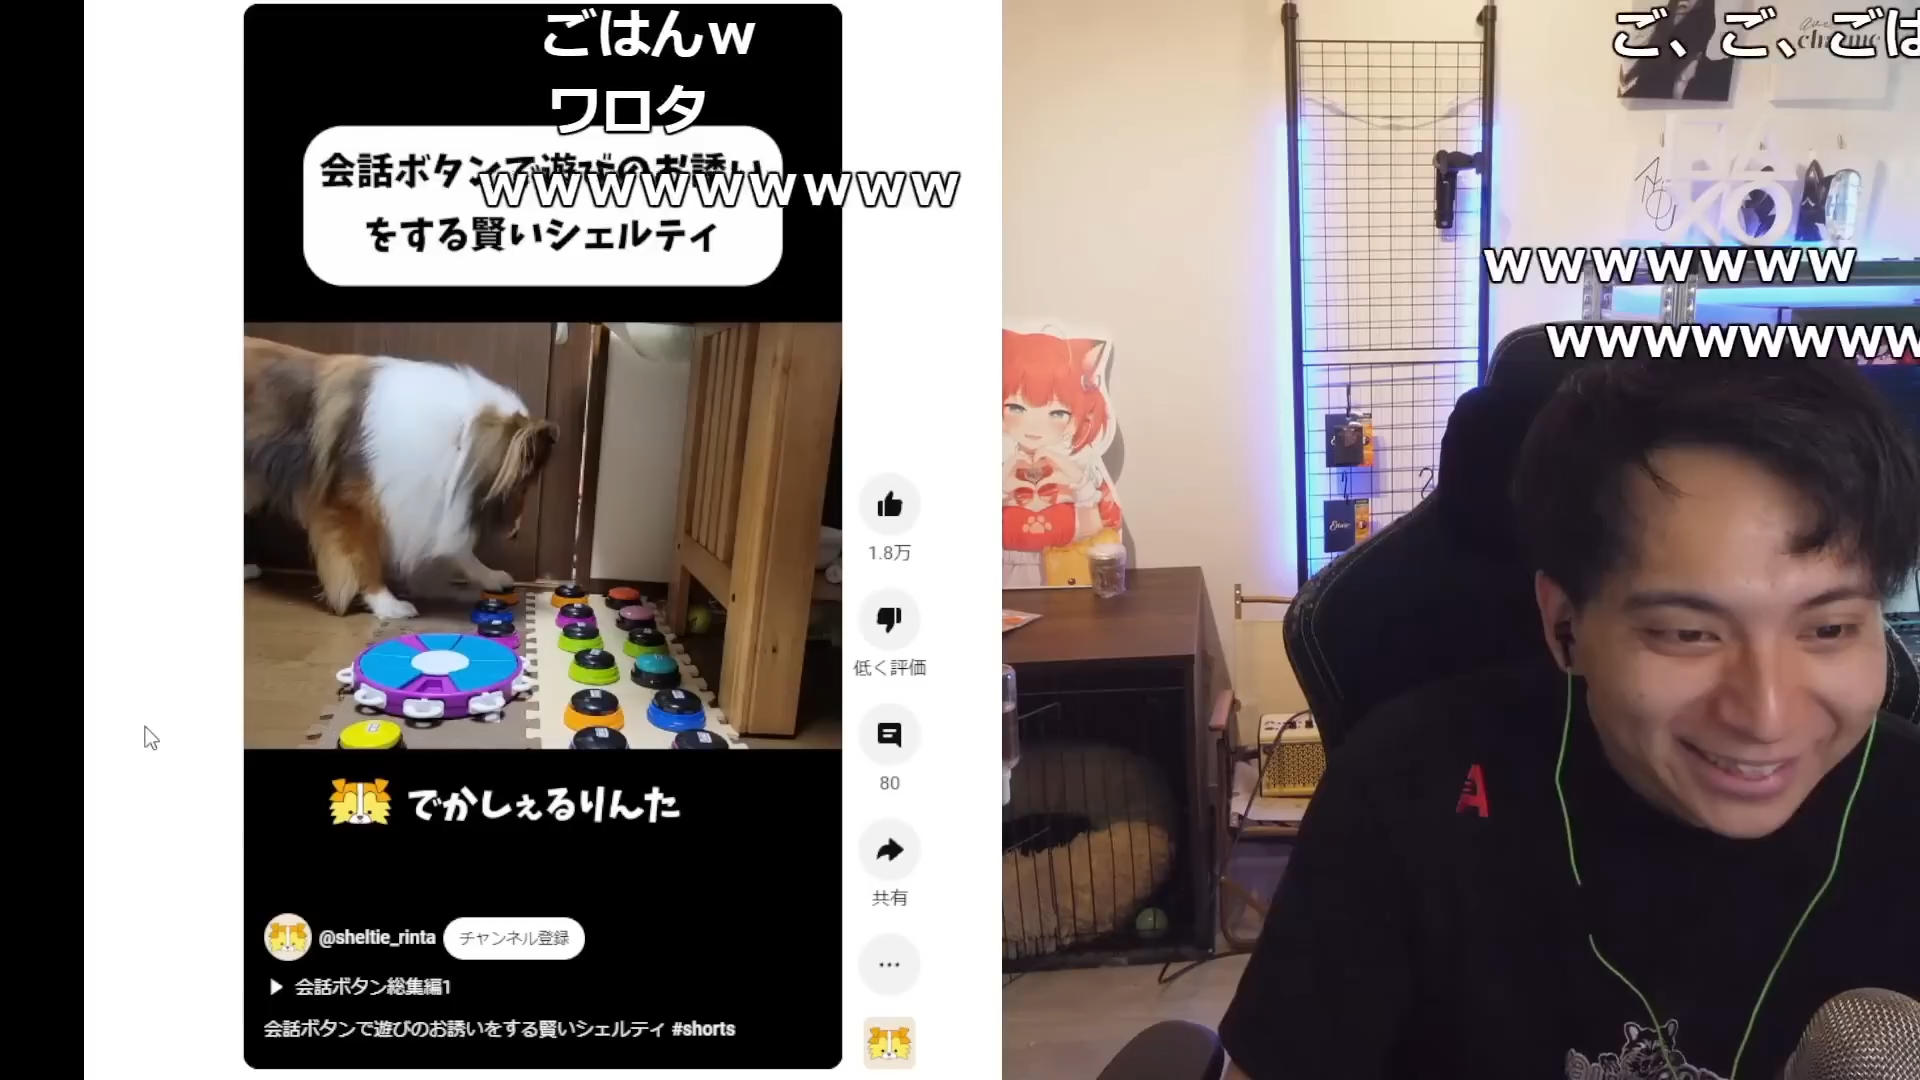 ごはんw
ワロタ
会話ボタンで遊びのお誘い
wwwwwwwwww
をする賢いシェルティ
でかしぇるりんた
@sheltie_rinta
チャンネル登録
会話ボタン総集編1
会話ボタンで遊びのお誘いをする賢いシェルティ #shorts
1.8万
低く評価
80
共有
ご、ご、ごは
wwwwwwww
wwwwwwwww
A